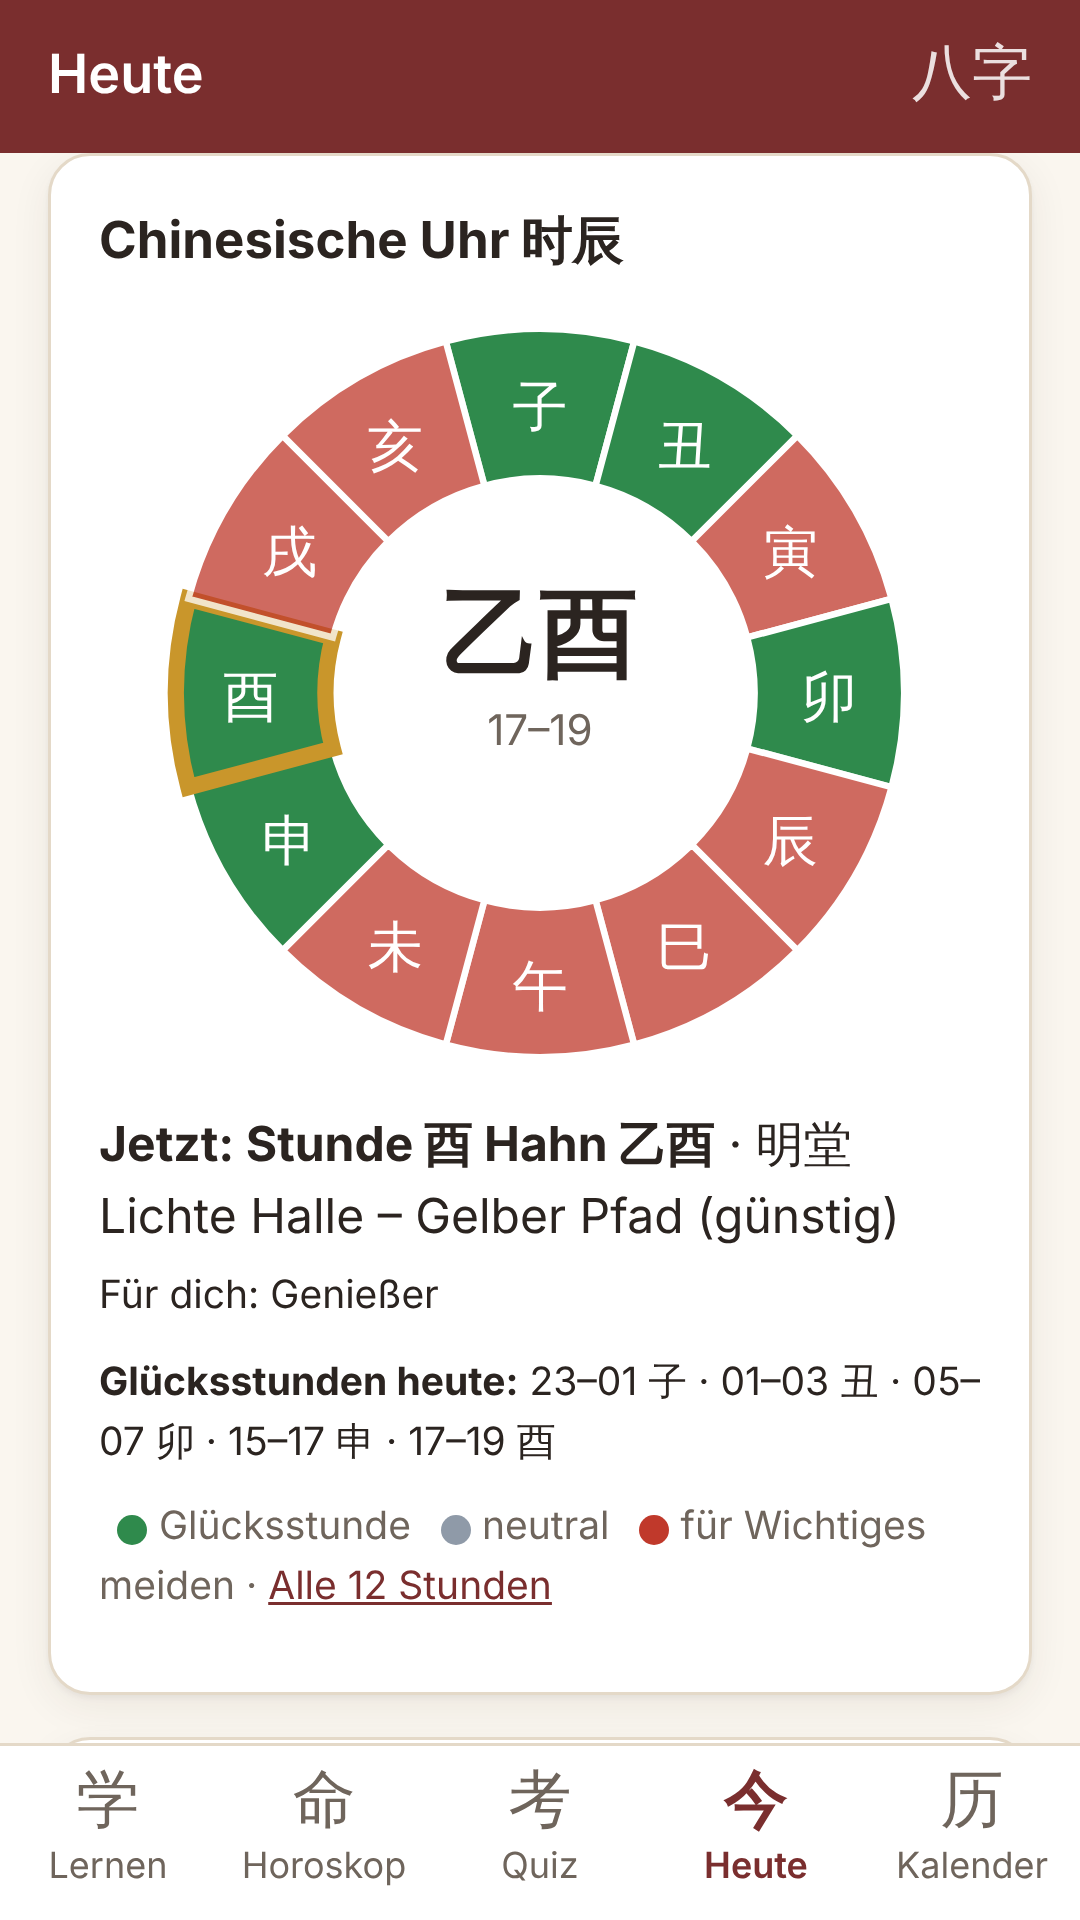 Heute 八字
Chinesische Uhr 时辰
子
丑
寅
卯
辰
巳
午
未
申
酉
戌
亥
乙酉
17–19
Jetzt: Stunde 酉 Hahn 乙酉 · 明堂
Lichte Halle – Gelber Pfad (günstig)
Für dich: Genießer
Glücksstunden heute: 23–01 子 · 01–03 丑 · 05–
07 卯 · 15–17 申 · 17–19 酉
Glücksstunde neutral für Wichtiges
meiden · Alle 12 Stunden
学 命 考 今 历
Lernen Horoskop Quiz Heute Kalender